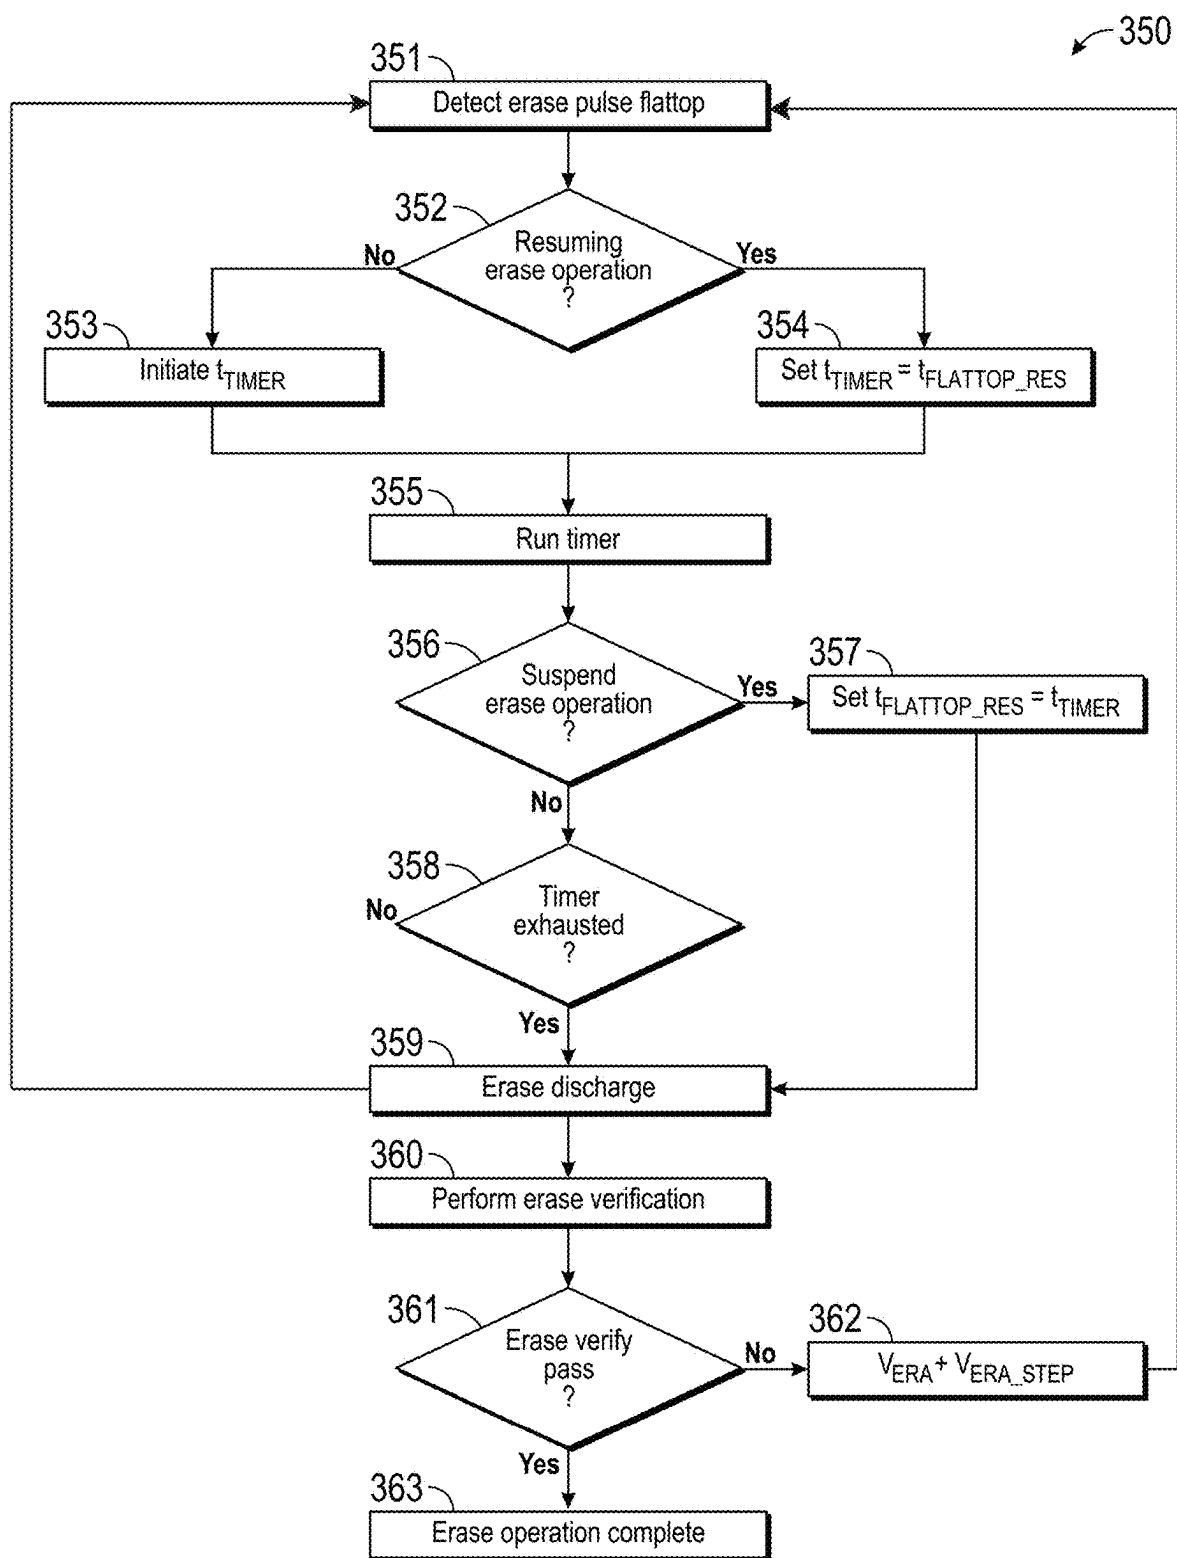 350
351
Detect erase pulse flattop
352
Resuming
erase operation
?
No
Yes
353
Initiate tTIMER
354
Set tTIMER = tFLATTOP_RES
355
Run timer
356
Suspend
erase operation
?
Yes
No
357
Set tFLATTOP_RES = tTIMER
358
Timer
exhausted
?
No
Yes
359
Erase discharge
360
Perform erase verification
361
Erase verify
pass
?
No
Yes
362
VERA + VERA_STEP
363
Erase operation complete